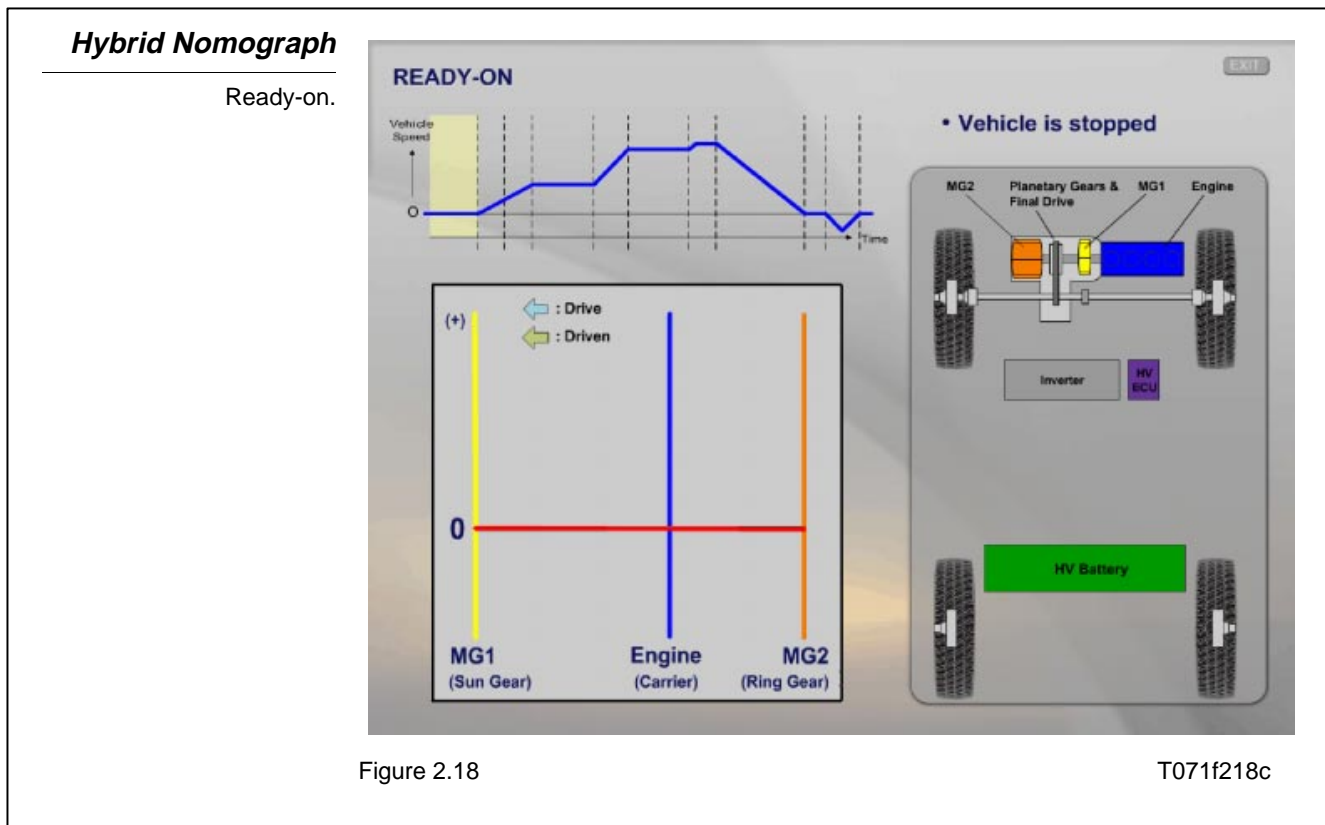 Hybrid Nomograph
Ready-on.
READY-ON
EXIT
Vehicle
Speed
O
Time
• Vehicle is stopped
MG2 Planetary Gears & MG1 Engine
Final Drive
Inverter
HV
ECU
HV Battery
(+)
: Drive
: Driven
0
MG1 Engine MG2
(Sun Gear) (Carrier) (Ring Gear)
Figure 2.18 T071f218c